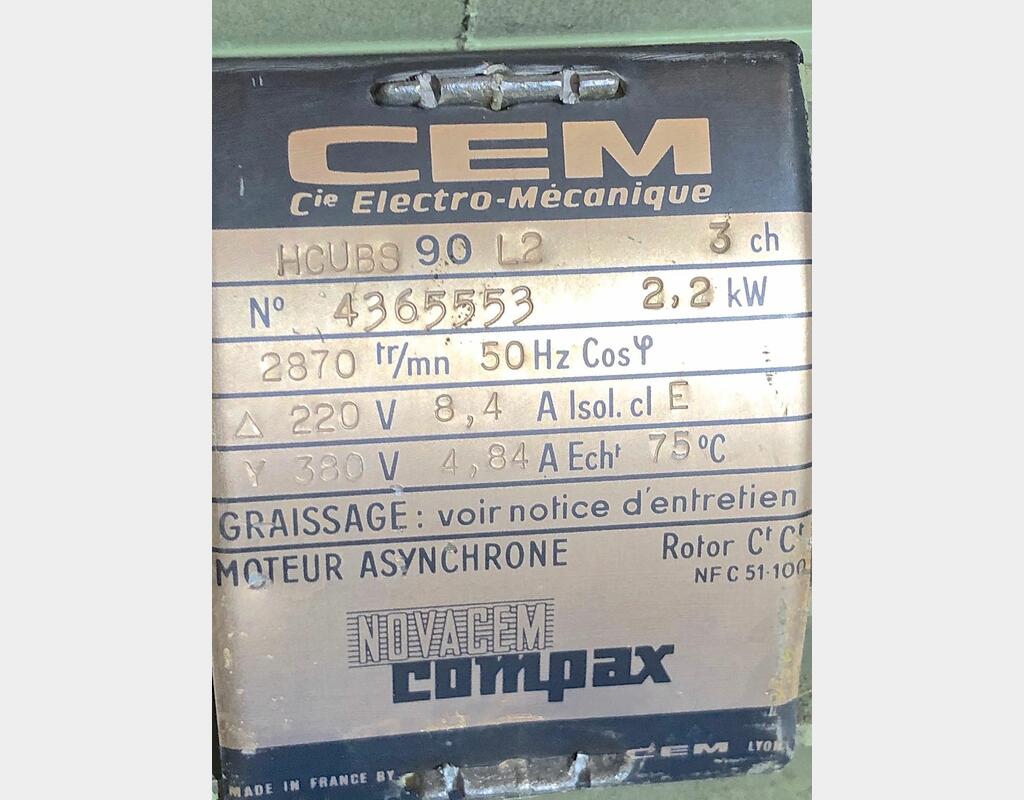 CEM
Cie Electro-Mécanique
HCUBS 90 L2 3 ch
No 4365553 2,2 kW
2870 tr/mn 50 Hz Cos φ
△ 220 V 8,4 A Isol. cl E
Y 380 V 4,84 A Echt 75 °C
GRAISSAGE : voir notice d'entretien
MOTEUR ASYNCHRONE Rotor Ct Ct
NF C 51-100
NOVACEM
compax
MADE IN FRANCE BY CEM LYON